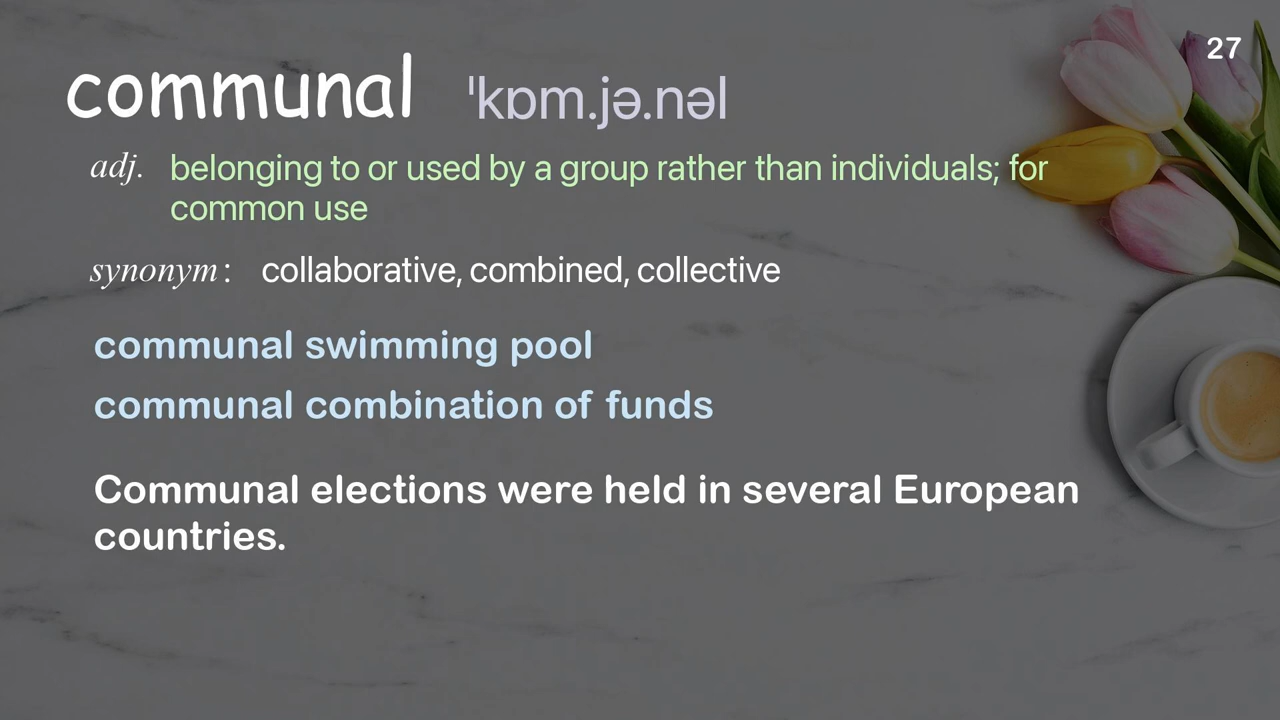 27
communal ˈkɒm.jə.nəl
adj. belonging to or used by a group rather than individuals; for
common use
synonym: collaborative, combined, collective
communal swimming pool
communal combination of funds
Communal elections were held in several European
countries.